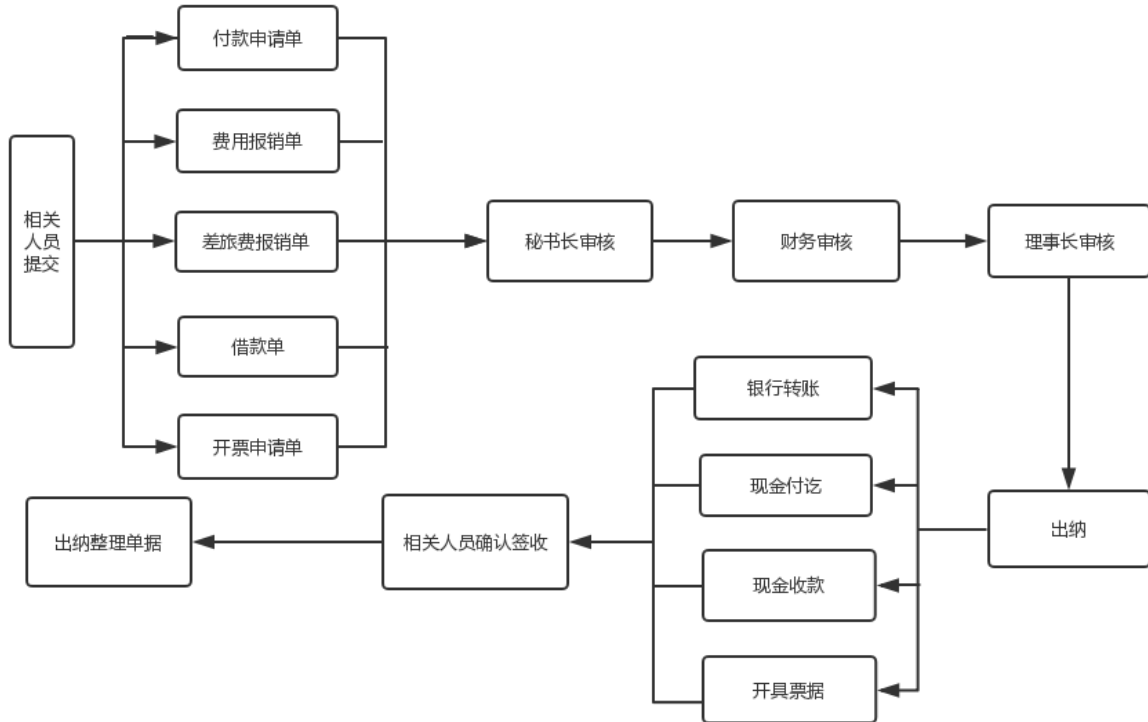 付款申请单
费用报销单
相关
人员
提交
差旅费报销单
秘书长审核
财务审核
理事长审核
借款单
银行转账
开票申请单
现金付讫
出纳
出纳整理单据
相关人员确认签收
现金收款
开具票据